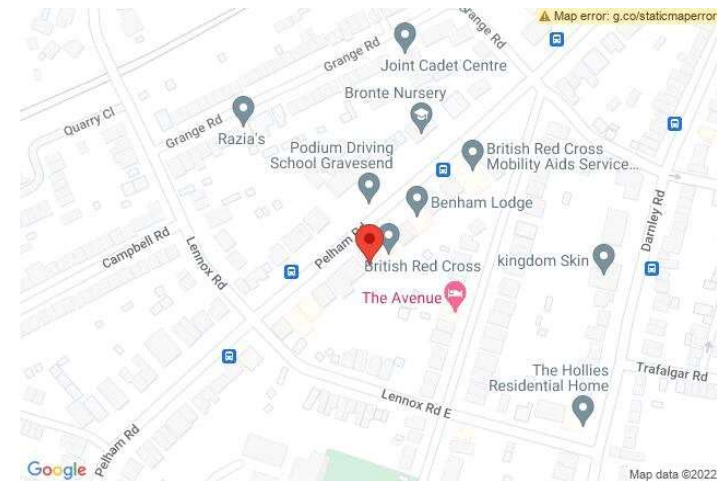 Map error: g.co/staticmaperror
Grange Rd
Grange Rd
Joint Cadet Centre
Bronte Nursery
Quarry Cl
Grange Rd
Razia's
Podium Driving
School Gravesend
British Red Cross
Mobility Aids Service...
Benham Lodge
Darnley Rd
Campbell Rd
Lennox Rd
Pelham Rd
British Red Cross
kingdom Skin
The Avenue
Trafalgar Rd
The Hollies
Residential Home
Lennox Rd E
Pelham Rd
Google
Map data ©2022